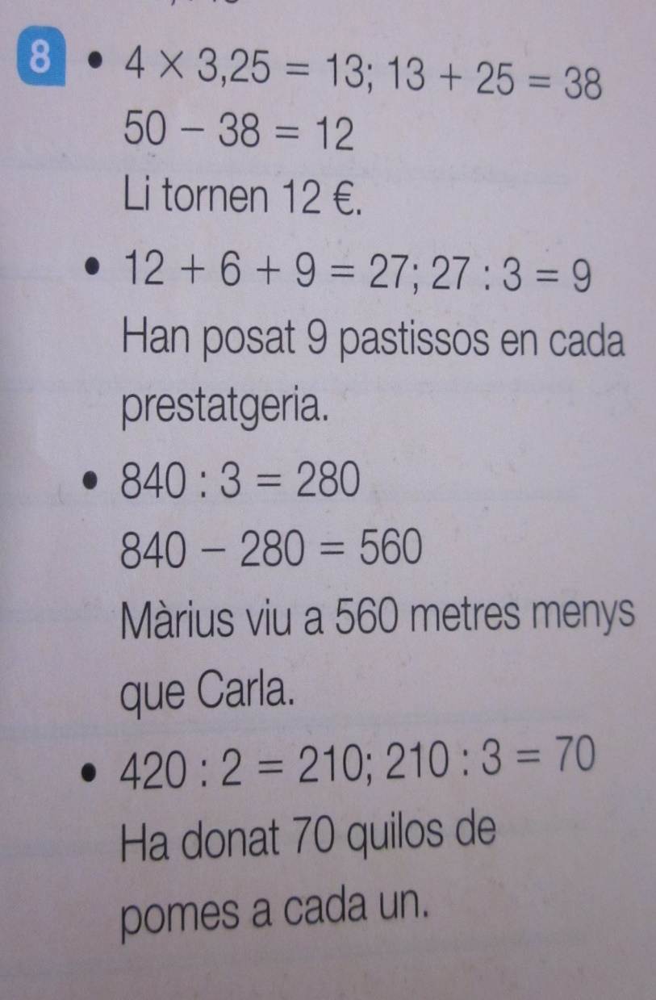 8 • 4 × 3,25 = 13; 13 + 25 = 38
50 − 38 = 12
Li tornen 12 €.
• 12 + 6 + 9 = 27; 27 : 3 = 9
Han posat 9 pastissos en cada
prestatgeria.
• 840 : 3 = 280
840 − 280 = 560
Màrius viu a 560 metres menys
que Carla.
• 420 : 2 = 210; 210 : 3 = 70
Ha donat 70 quilos de
pomes a cada un.